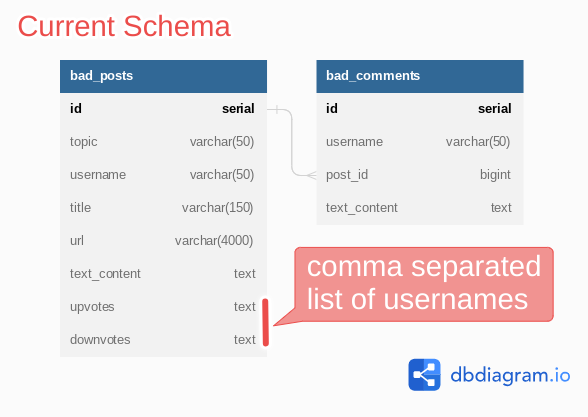 Current Schema
bad_posts
id serial
topic varchar(50)
username varchar(50)
title varchar(150)
url varchar(4000)
text_content text
upvotes text
downvotes text
bad_comments
id serial
username varchar(50)
post_id bigint
text_content text
comma separated
list of usernames
dbdiagram.io